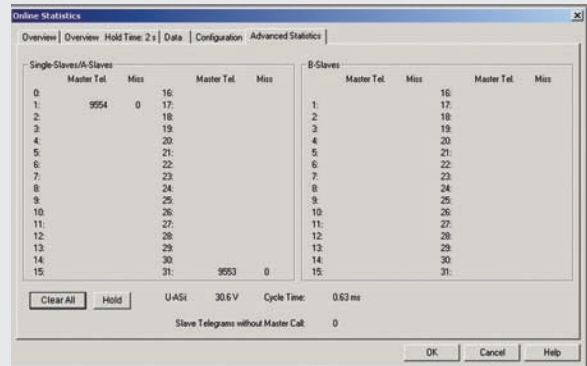 Online Statistics
Overview Overview Hold Time: 2 s Data Configuration Advanced Statistics
Single-Slaves/A-Slaves B-Slaves
Master Tel. Miss Master Tel. Miss Master Tel. Miss Master Tel. Miss
0: 16: 16:
1: 9554 0 17: 1: 17:
2: 18: 2: 18:
3: 19: 3: 19:
4: 20: 4: 20:
5: 21: 5: 21:
6: 22: 6: 22:
7: 23: 7: 23:
8: 24: 8: 24:
9: 25: 9: 25:
10: 26: 10: 26:
11: 27: 11: 27:
12: 28: 12: 28:
13: 29: 13: 29:
14: 30: 14: 30:
15: 31: 9553 0 15: 31:
Clear All Hold U-ASi: 30.6 V Cycle Time: 0.63 ms
Slave Telegrams without Master Call: 0
OK Cancel Help